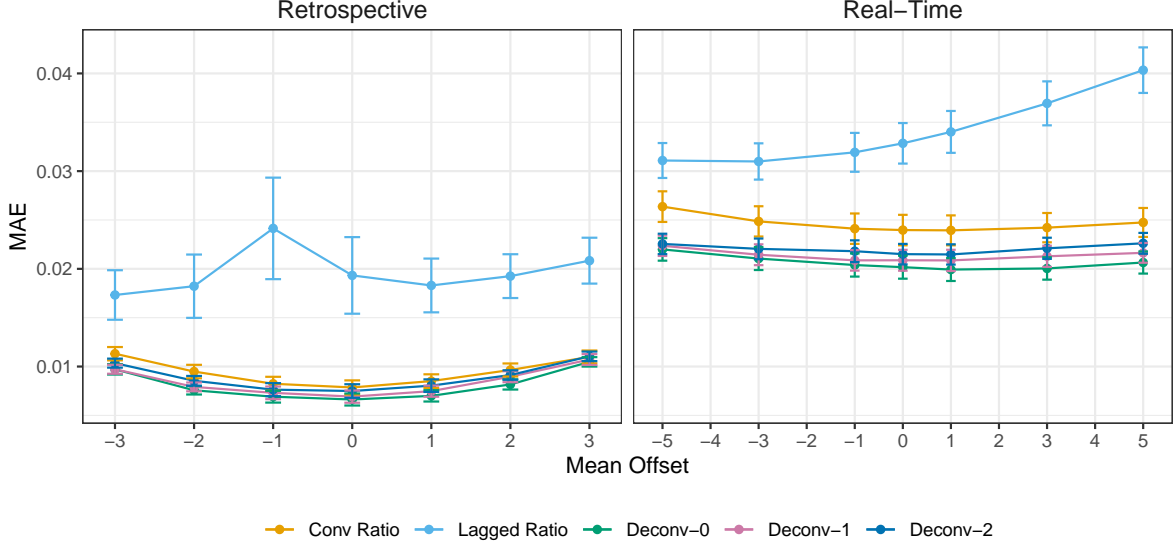 Retrospective Real−Time
0.04
0.03
0.02
0.01
MAE
−3 −2 −1 0 1 2 3 −5 −4 −3 −2 −1 0 1 2 3 4 5
Mean Offset
Conv Ratio Lagged Ratio Deconv−0 Deconv−1 Deconv−2